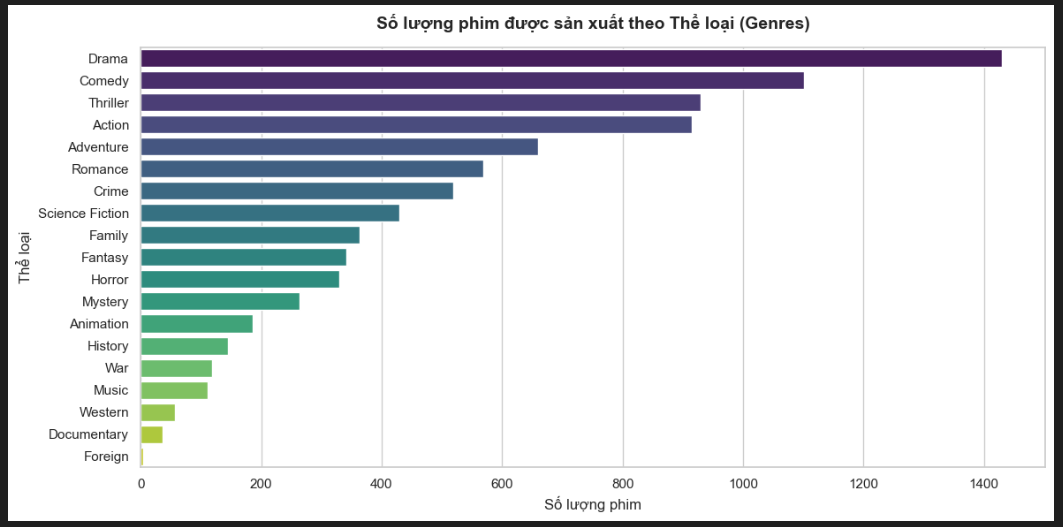 Số lượng phim được sản xuất theo Thể loại (Genres)
Drama
Comedy
Thriller
Action
Adventure
Romance
Crime
Science Fiction
Family
Fantasy
Horror
Mystery
Animation
History
War
Music
Western
Documentary
Foreign
Thể loại
0 200 400 600 800 1000 1200 1400
Số lượng phim